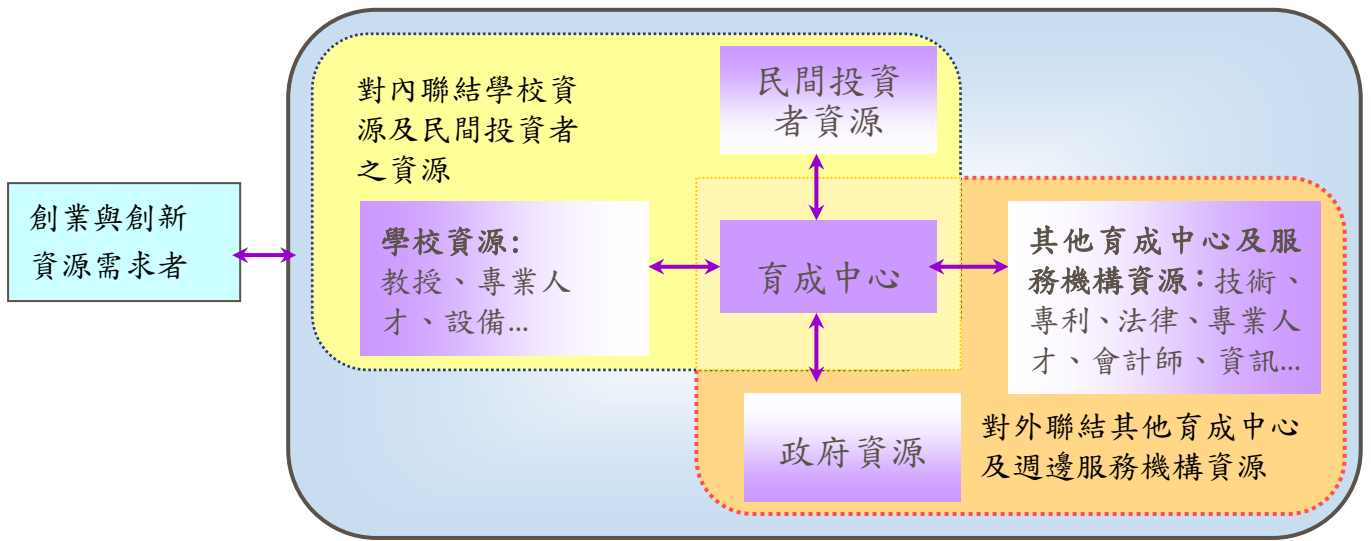 創業與創新
資源需求者
對內聯結學校資
源及民間投資者
之資源
民間投資
者資源
學校資源:
教授、專業人
才、設備…
育成中心
其他育成中心及服
務機構資源：技術、
專利、法律、專業人
才、會計師、資訊…
政府資源
對外聯結其他育成中心
及週邊服務機構資源